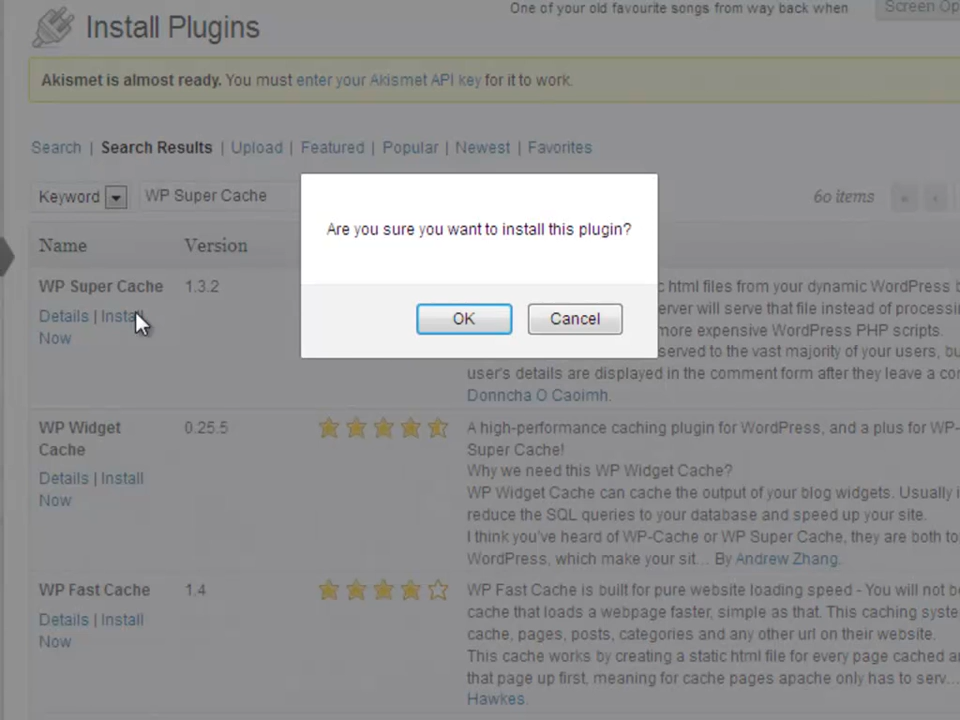 One of your old favourite songs from way back when
Screen Op
Install Plugins
Akismet is almost ready. You must enter your Akismet API key for it to work.
Search | Search Results | Upload | Featured | Popular | Newest | Favorites
Keyword WP Super Cache
60 items « ‹
Are you sure you want to install this plugin?
OK Cancel
Name Version
WP Super Cache 1.3.2
Details | Install
Now
c html files from your dynamic WordPress b
erver will serve that file instead of processin
more expensive WordPress PHP scripts.
served to the vast majority of your users, bu
user's details are displayed in the comment form after they leave a co
Donncha O Caoimh.
WP Widget
Cache
0.25.5
Details | Install
Now
A high-performance caching plugin for WordPress, and a plus for WP-
Super Cache!
Why we need this WP Widget Cache?
WP Widget Cache can cache the output of your blog widgets. Usually i
reduce the SQL queries to your database and speed up your site.
I think you've heard of WP-Cache or WP Super Cache, they are both to
WordPress, which make your sit... By Andrew Zhang.
WP Fast Cache 1.4
Details | Install
Now
WP Fast Cache is built for pure website loading speed - You will not be
cache that loads a webpage faster, simple as that. This caching syste
cache, pages, posts, categories and any other url on their website.
This cache works by creating a static html file for every page cached ar
that page up first, meaning for cache pages apache only has to serv...
Hawkes.